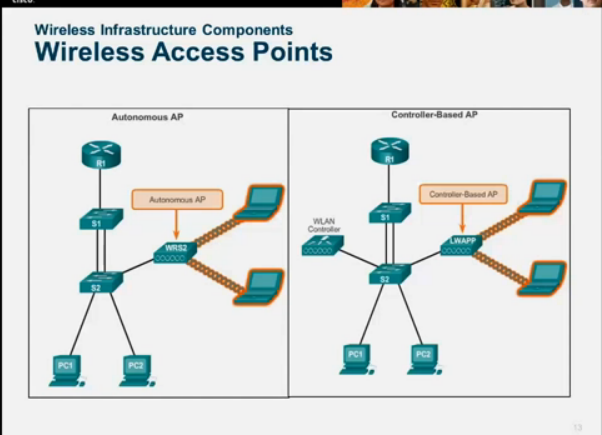 CISCO
Wireless Infrastructure Components
Wireless Access Points
Autonomous AP
R1
Autonomous AP
S1
WRS2
S2
PC1
PC2
Controller-Based AP
R1
Controller-Based AP
S1
WLAN
Controller
LWAPP
S2
PC1
PC2
13